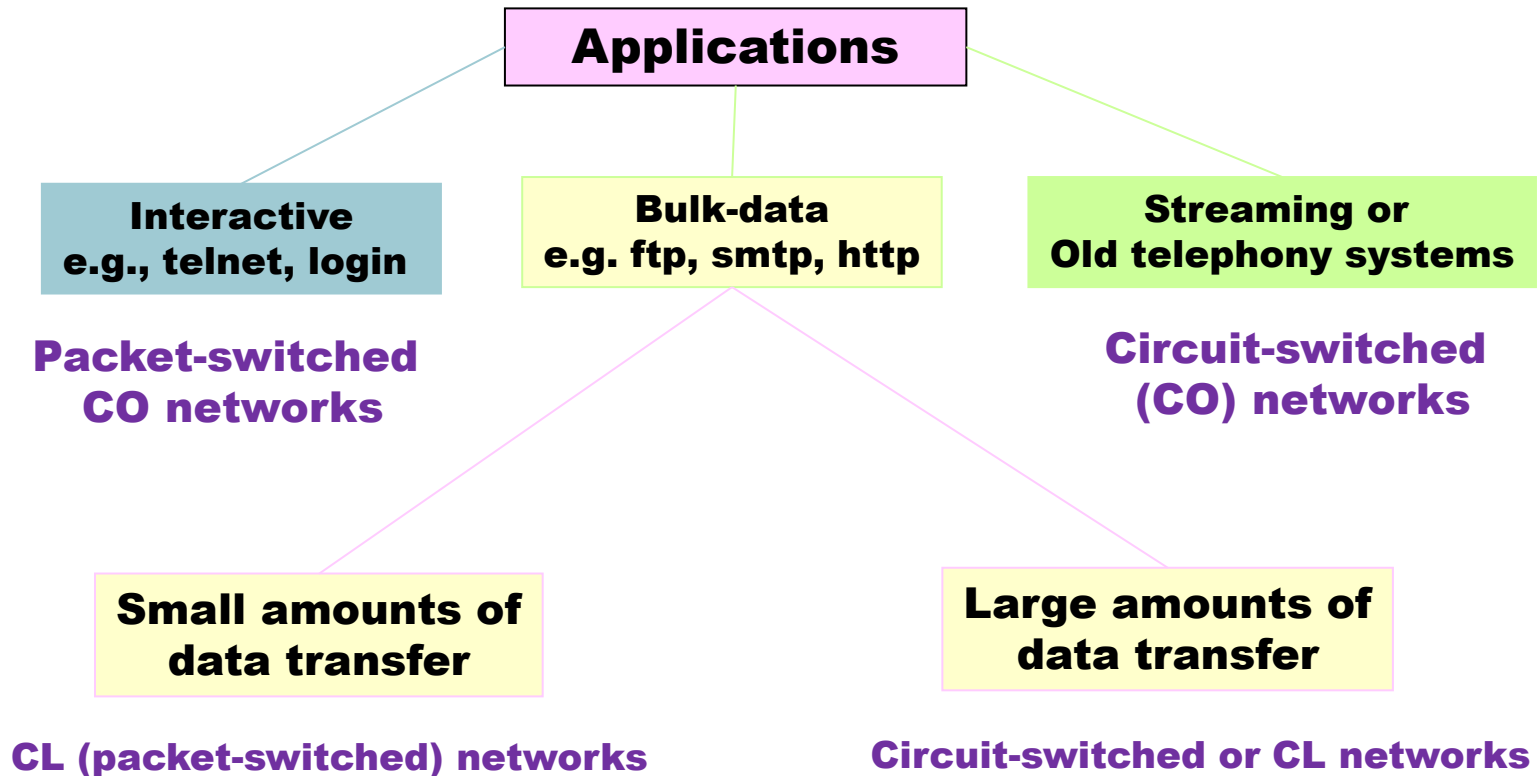 Applications
Interactive
e.g., telnet, login
Bulk-data
e.g. ftp, smtp, http
Streaming or
Old telephony systems
Packet-switched
CO networks
Circuit-switched
(CO) networks
Small amounts of
data transfer
Large amounts of
data transfer
CL (packet-switched) networks
Circuit-switched or CL networks